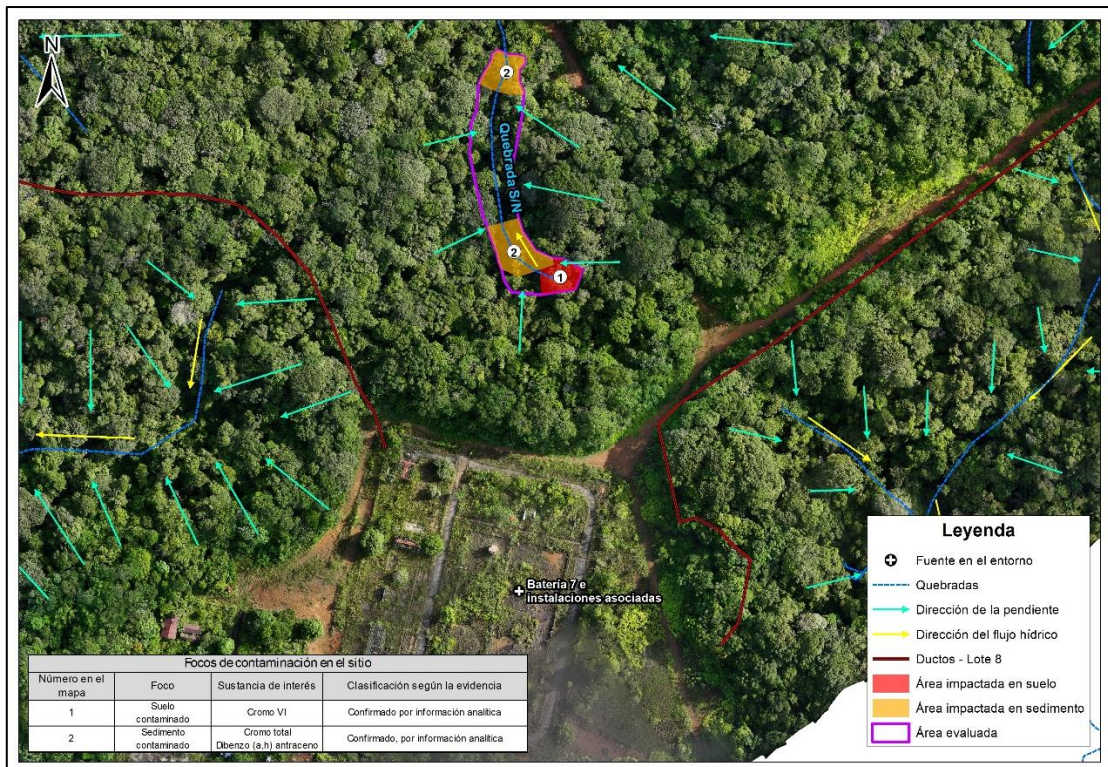 N
2
Quebrada S/N
2
1
Batería 7 e
instalaciones asociadas
Leyenda
Fuente en el entorno
Quebradas
Dirección de la pendiente
Dirección del flujo hídrico
Ductos - Lote 8
Área impactada en suelo
Área impactada en sedimento
Área evaluada
Focos de contaminación en el sitio
Número en el mapa Foco Sustancia de interés Clasificación según la evidencia
1 Suelo contaminado Cromo VI Confirmado por información analítica
2 Sedimento contaminado Cromo total Dibenzo (a,h) antraceno Confirmado, por información analítica